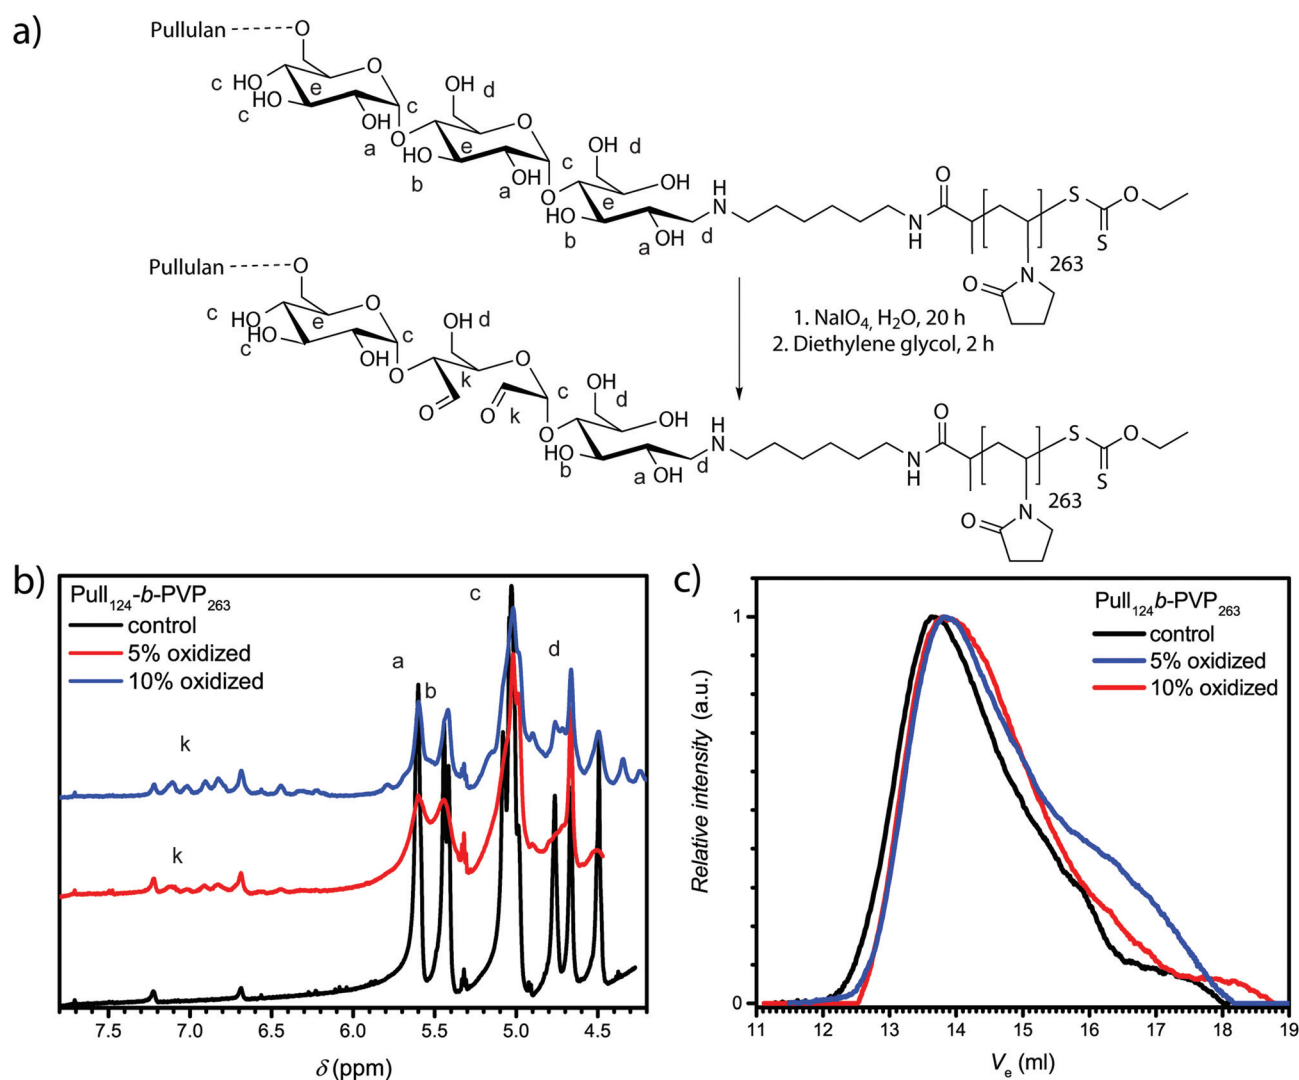 a)
Pullulan
O
O
c
HO
e
HO
c
OH
a
c
O
OH
d
O
HO
b
e
OH
a
c
O
OH
d
OH
HO
b
e
OH
a
d
H
N
N
H
O
S
O
S
263
N
O
Pullulan
O
O
c
HO
e
HO
c
OH
c
O
OH
d
O
k
O
O
k
c
O
OH
d
OH
HO
b
OH
a
d
H
N
N
H
O
S
O
S
263
N
O
1. NaIO4, H2O, 20 h
2. Diethylene glycol, 2 h
b)
Pull124-b-PVP263
control
5% oxidized
10% oxidized
k
k
a
b
c
d
7.5 7.0 6.5 6.0 5.5 5.0 4.5
δ (ppm)
c)
Pull124b-PVP263
control
5% oxidized
10% oxidized
Relative intensity (a.u.)
1
0
11 12 13 14 15 16 17 18 19
Ve (ml)